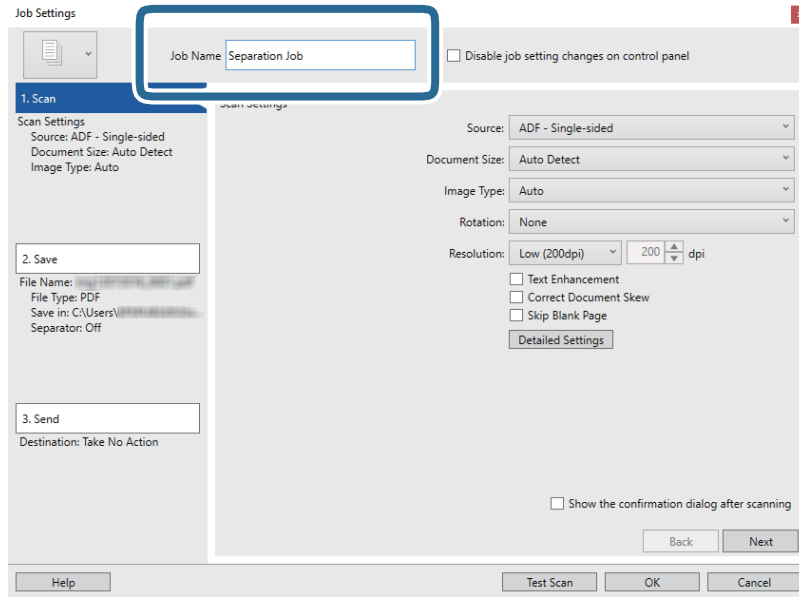 Job Settings
Job Name Separation Job
Disable job setting changes on control panel
1. Scan
Scan Settings
Source: ADF - Single-sided
Document Size: Auto Detect
Image Type: Auto
2. Save
File Name:
File Type: PDF
Save in: C:\Users\
Separator: Off
3. Send
Destination: Take No Action
Scan Settings
Source: ADF - Single-sided
Document Size: Auto Detect
Image Type: Auto
Rotation: None
Resolution: Low (200dpi) 200 dpi
Text Enhancement
Correct Document Skew
Skip Blank Page
Detailed Settings
Show the confirmation dialog after scanning
Back Next
Help Test Scan OK Cancel